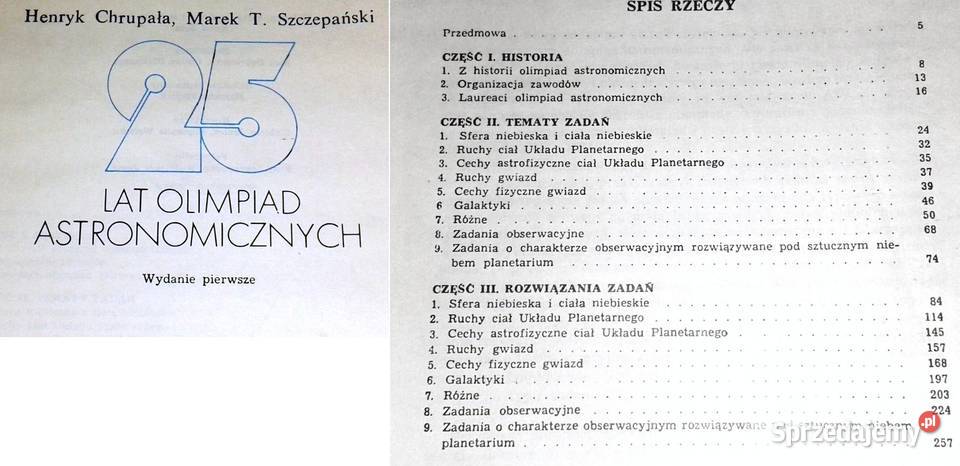 Henryk Chrupała, Marek T. Szczepański
25
LAT OLIMPIAD
ASTRONOMICZNYCH
Wydanie pierwsze
SPIS RZECZY
Przedmowa . . . 5
CZĘŚĆ I. HISTORIA
1. Z historii olimpiad astronomicznych . . . 8
2. Organizacja zawodów . . . 13
3. Laureaci olimpiad astronomicznych . . . 16
CZĘŚĆ II. TEMATY ZADAŃ
1. Sfera niebieska i ciała niebieskie . . . 24
2. Ruchy ciał Układu Planetarnego . . . 32
3. Cechy astrofizyczne ciał Układu Planetarnego . . . 35
4. Ruchy gwiazd . . . 37
5. Cechy fizyczne gwiazd . . . 39
6 Galaktyki . . . 46
7. Różne . . . 50
8. Zadania obserwacyjne . . . 68
9. Zadania o charakterze obserwacyjnym rozwiązywane pod sztucznym nie-
bem planetarium . . . 74
CZĘŚĆ III. ROZWIĄZANIA ZADAŃ
1. Sfera niebieska i ciała niebieskie . . . 84
2. Ruchy ciał Układu Planetarnego . . . 114
3. Cechy astrofizyczne ciał Układu Planetarnego . . . 145
4. Ruchy gwiazd . . . 157
5. Cechy fizyczne gwiazd . . . 168
6. Galaktyki . . . 197
7. Różne . . . 203
8. Zadania obserwacyjne . . . 224
9. Zadania o charakterze obserwacyjnym rozwiązywane pod sztucznym niebem
planetarium . . . 257
Sprzedajemy.pl